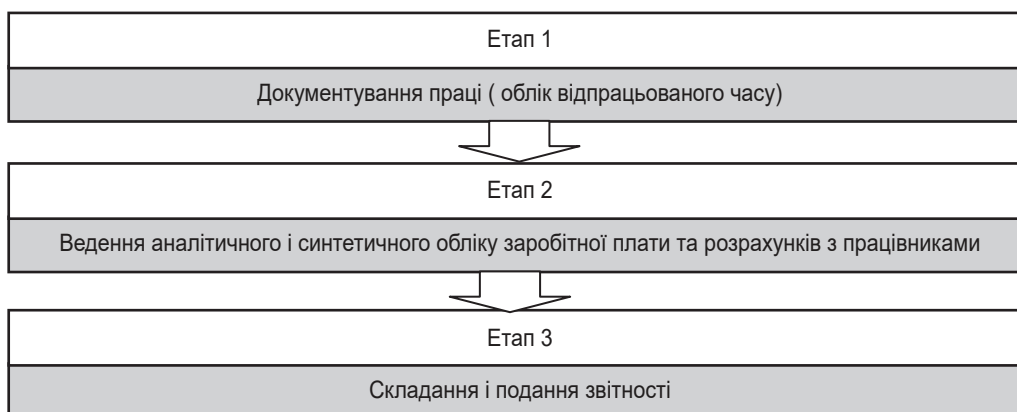 Етап 1
Документування праці ( облік відпрацьованого часу)
Етап 2
Ведення аналітичного і синтетичного обліку заробітної плати та розрахунків з працівниками
Етап 3
Складання і подання звітності